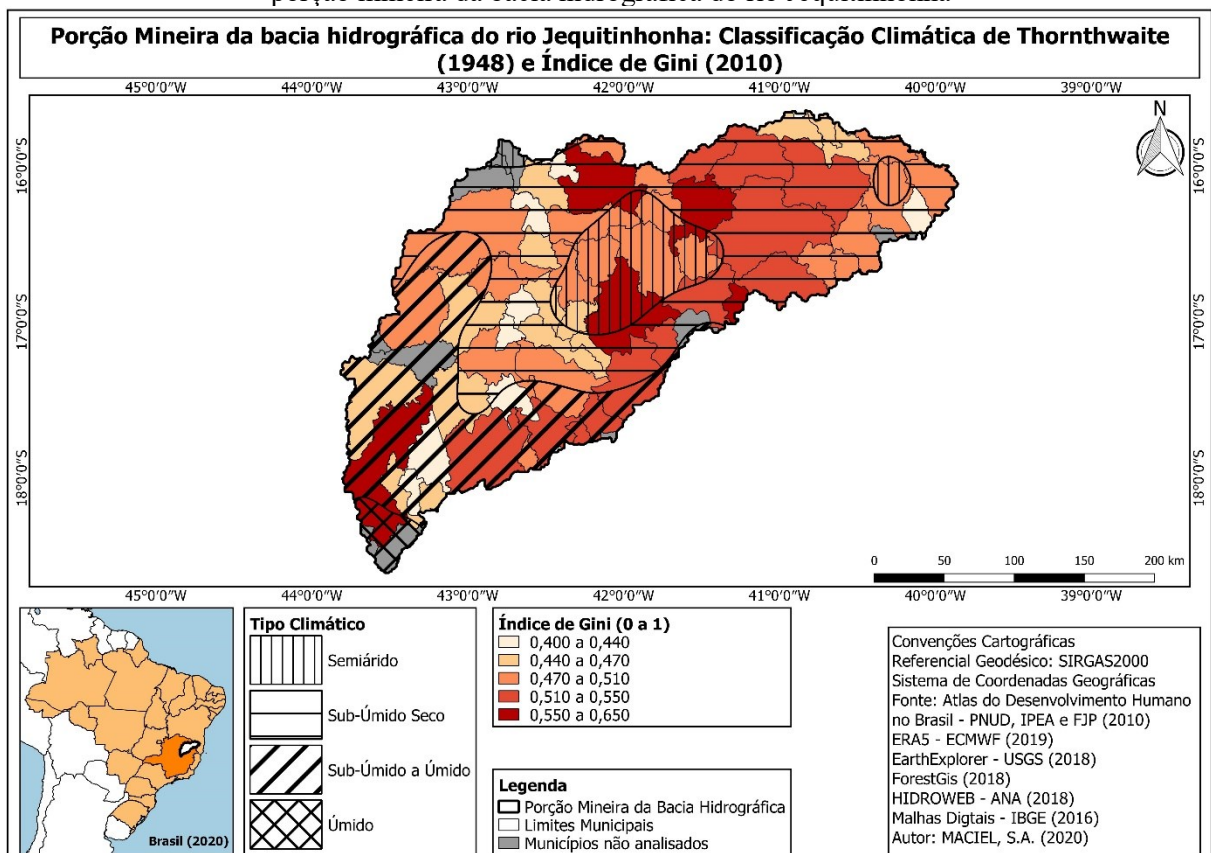 porção mineira da bacia hidrográfica do rio Jequitinhonha
Porção Mineira da bacia hidrográfica do rio Jequitinhonha: Classificação Climática de Thornthwaite
(1948) e Índice de Gini (2010)
45°0'0"W 44°0'0"W 43°0'0"W 42°0'0"W 41°0'0"W 40°0'0"W 39°0'0"W
N
16°0'0"S 16°0'0"S
17°0'0"S 17°0'0"S
18°0'0"S 18°0'0"S
0 50 100 150 200 km
45°0'0"W 44°0'0"W 43°0'0"W 42°0'0"W 41°0'0"W 40°0'0"W 39°0'0"W
Brasil (2020)
Tipo Climático
Semiárido
Sub-Úmido Seco
Sub-Úmido a Úmido
Úmido
Índice de Gini (0 a 1)
0,400 a 0,440
0,440 a 0,470
0,470 a 0,510
0,510 a 0,550
0,550 a 0,650
Legenda
Porção Mineira da Bacia Hidrográfica
Limites Municipais
Municípios não analisados
Convenções Cartográficas
Referencial Geodésico: SIRGAS2000
Sistema de Coordenadas Geográficas
Fonte: Atlas do Desenvolvimento Humano
no Brasil - PNUD, IPEA e FJP (2010)
ERA5 - ECMWF (2019)
EarthExplorer - USGS (2018)
ForestGis (2018)
HIDROWEB - ANA (2018)
Malhas Digtais - IBGE (2016)
Autor: MACIEL, S.A. (2020)